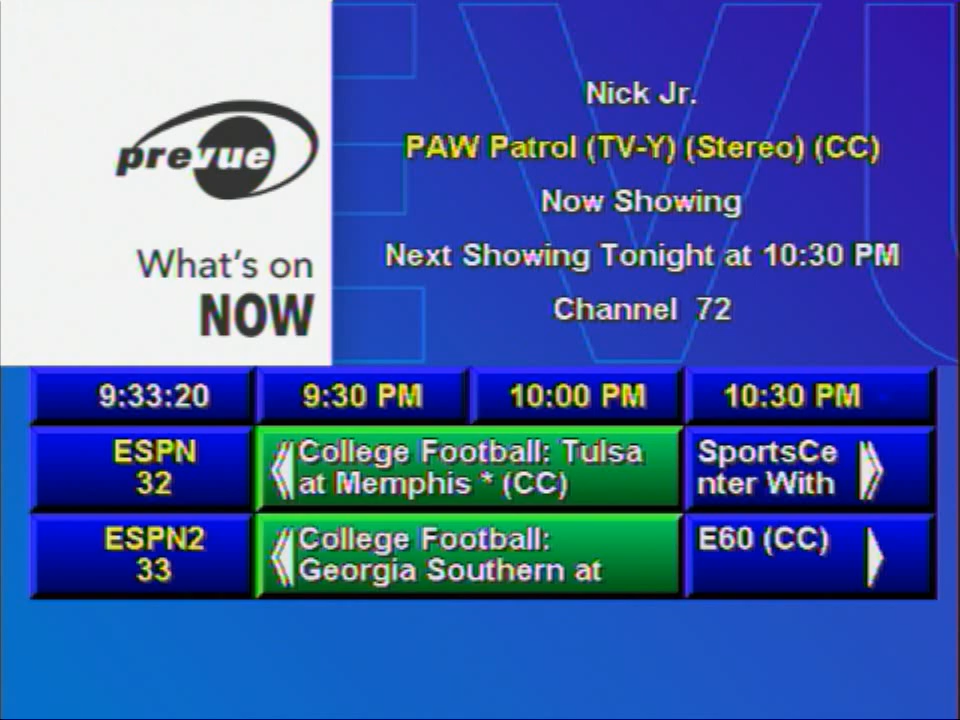 prevue
What's on
NOW
Nick Jr.
PAW Patrol (TV-Y) (Stereo) (CC)
Now Showing
Next Showing Tonight at 10:30 PM
Channel 72
9:33:20 9:30 PM 10:00 PM 10:30 PM
ESPN
32
College Football: Tulsa
at Memphis * (CC)
SportsCe
nter With
ESPN2
33
College Football:
Georgia Southern at
E60 (CC)